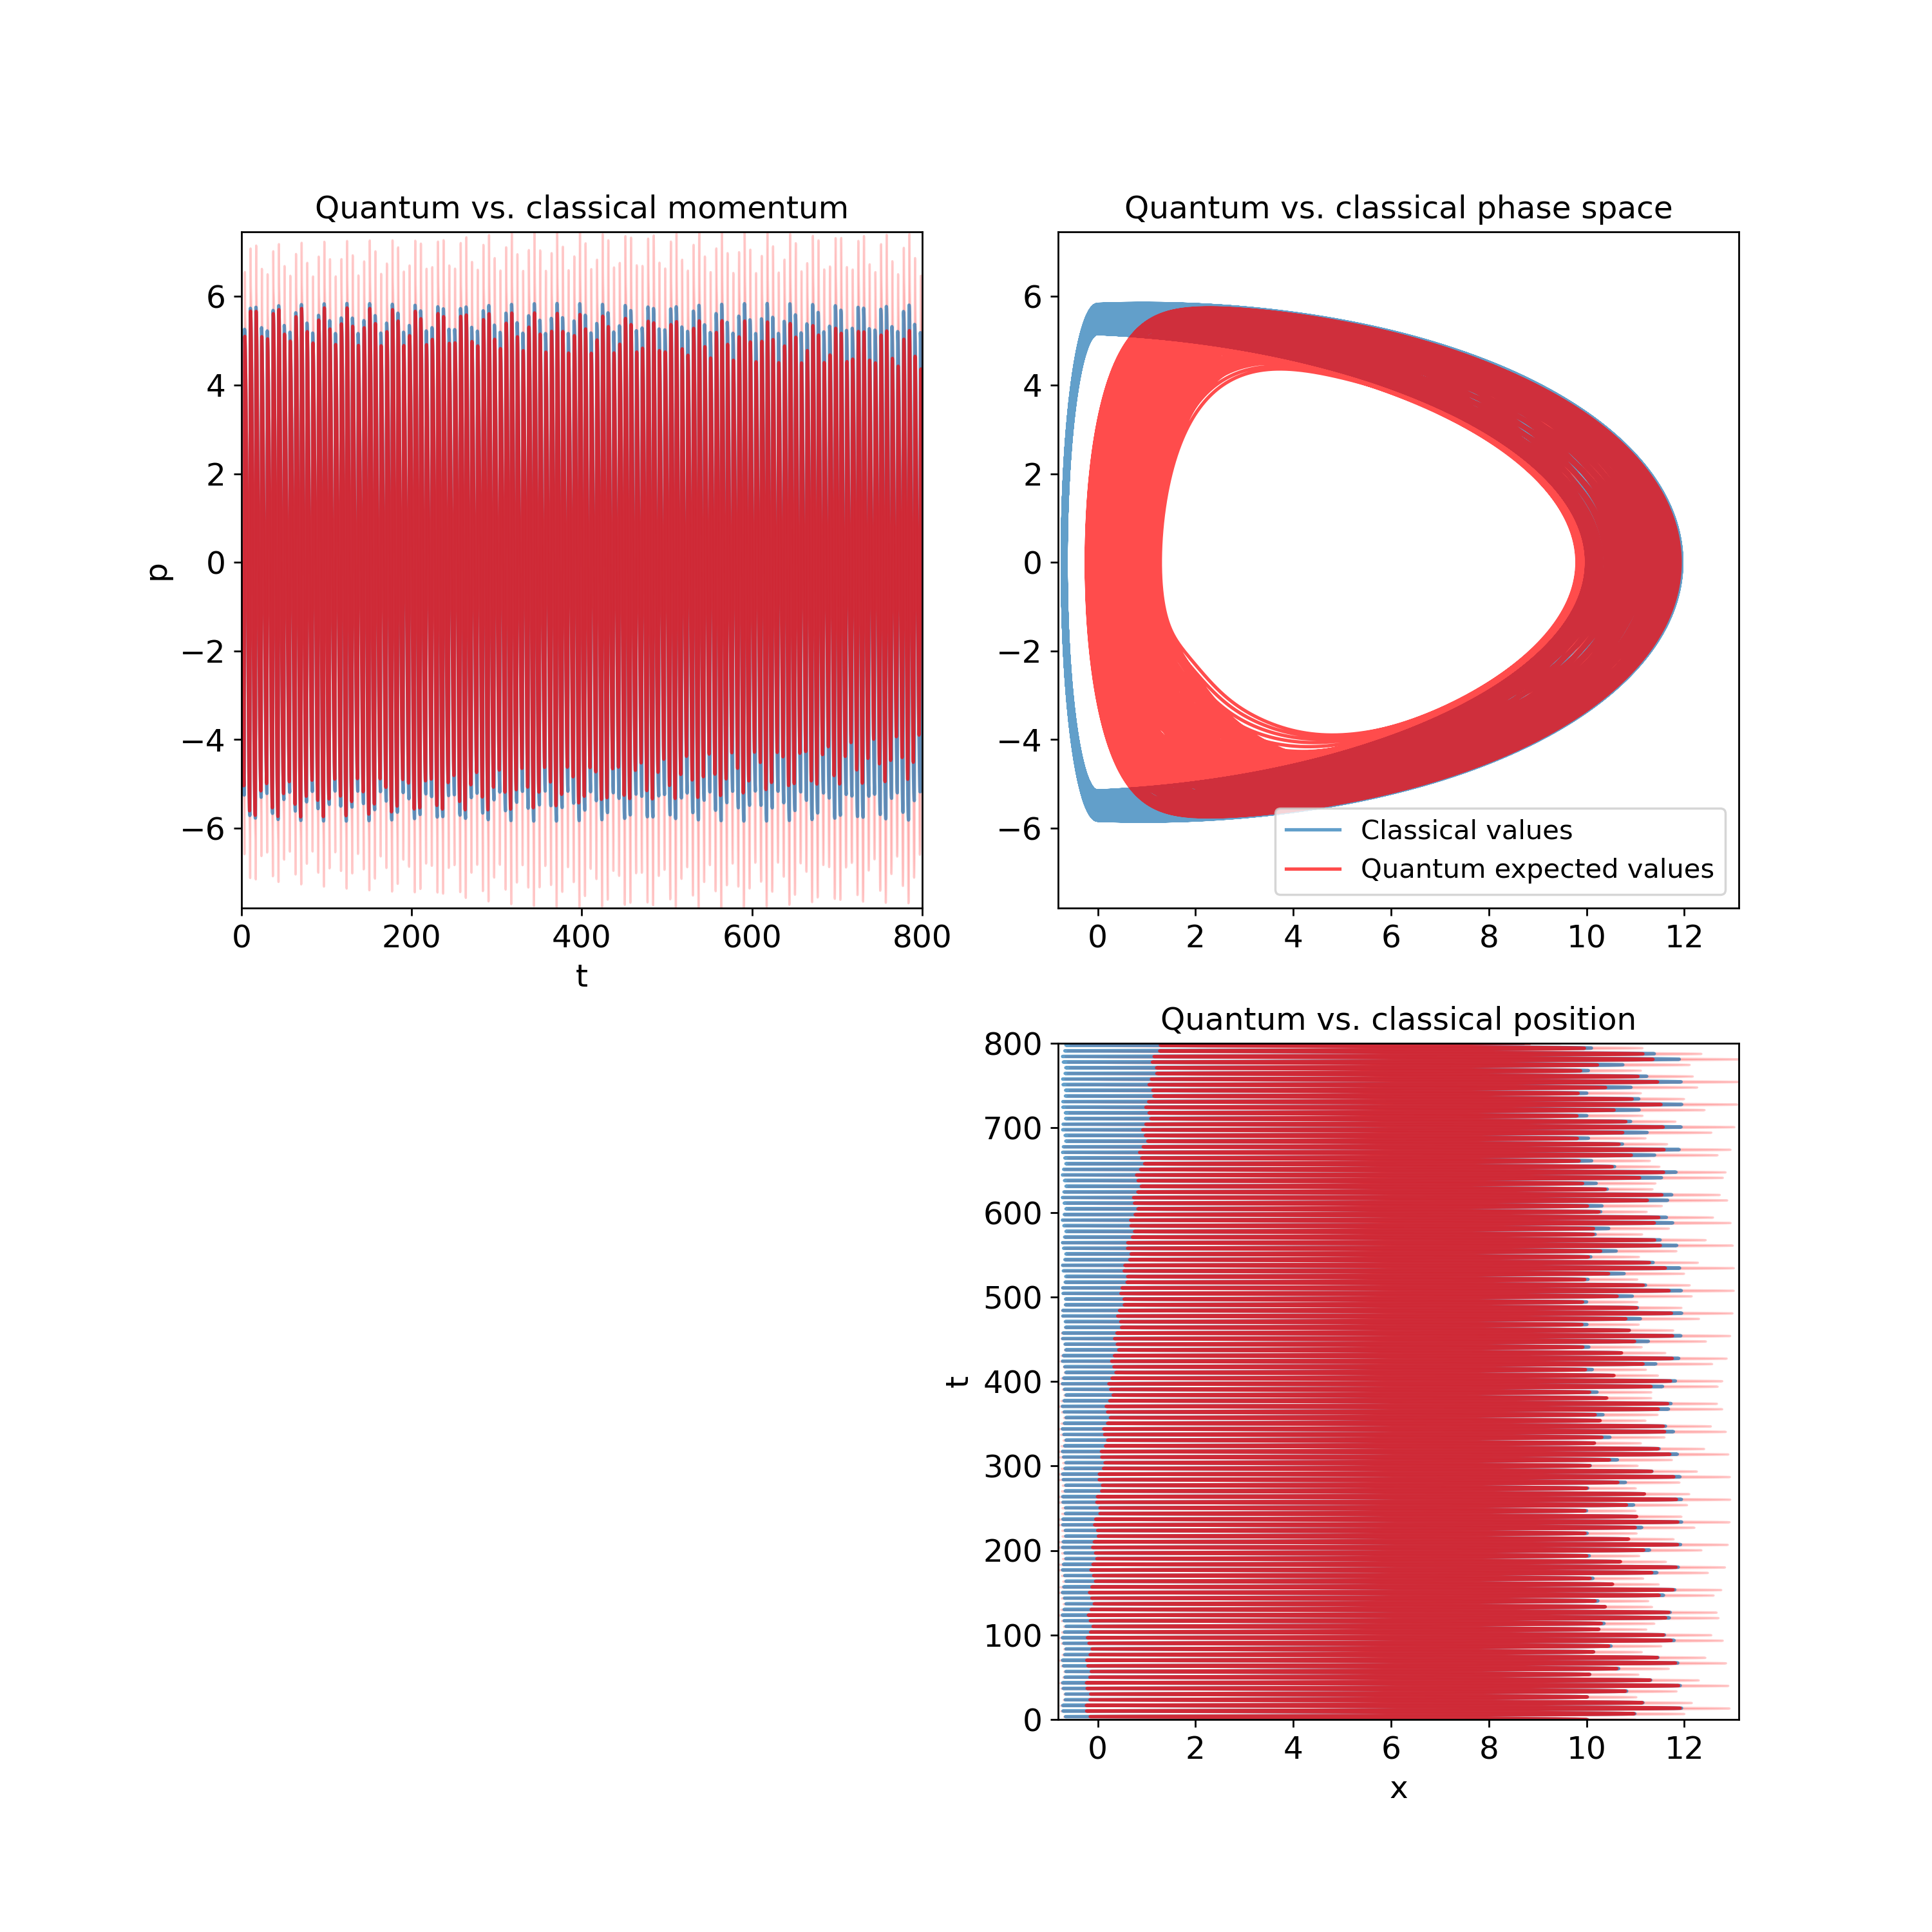 Quantum vs. classical momentum
6
4
2
0
−2
−4
−6
p
0 200 400 600 800
t
Quantum vs. classical phase space
6
4
2
0
−2
−4
−6
Classical values
Quantum expected values
0 2 4 6 8 10 12
Quantum vs. classical position
800
700
600
500
400
300
200
100
0
t
0 2 4 6 8 10 12
x